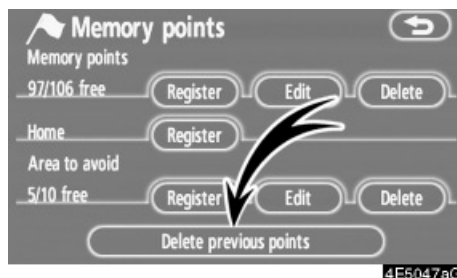 Memory points
Memory points
97/106 free Register Edit Delete
Home Register
Area to avoid
5/10 free Register Edit Delete
Delete previous points
4E5047aG